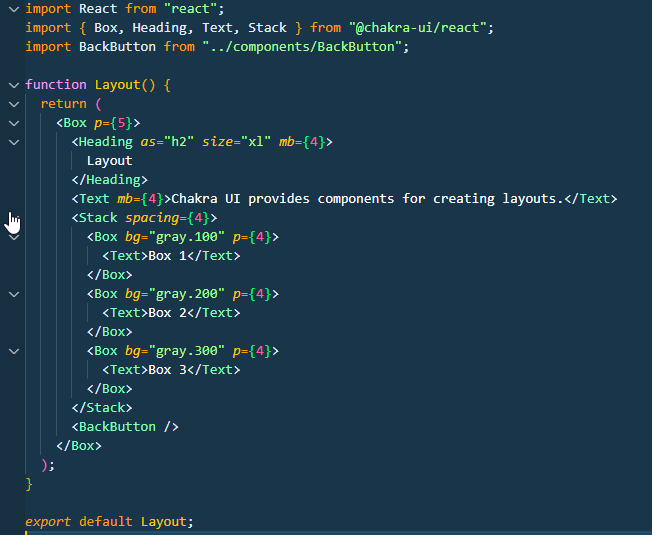 import React from "react";
import { Box, Heading, Text, Stack } from "@chakra-ui/react";
import BackButton from "../components/BackButton";

function Layout() {
  return (
    <Box p={5}>
      <Heading as="h2" size="xl" mb={4}>
        Layout
      </Heading>
      <Text mb={4}>Chakra UI provides components for creating layouts.</Text>
      <Stack spacing={4}>
        <Box bg="gray.100" p={4}>
          <Text>Box 1</Text>
        </Box>
        <Box bg="gray.200" p={4}>
          <Text>Box 2</Text>
        </Box>
        <Box bg="gray.300" p={4}>
          <Text>Box 3</Text>
        </Box>
      </Stack>
      <BackButton />
    </Box>
  );
}

export default Layout;